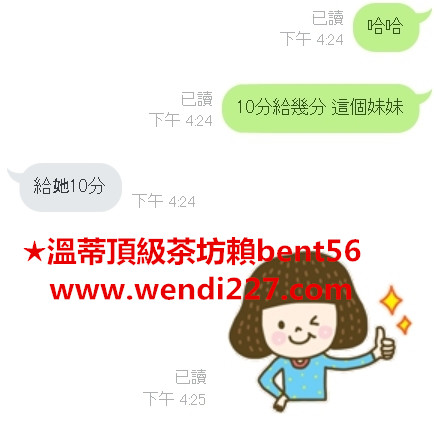 已讀
下午 4:24
哈哈
已讀
下午 4:24
10分給幾分 這個妹妹
給她10分
下午 4:24
★溫蒂頂級茶坊賴bent56
www.wendi227.com
已讀
下午 4:25